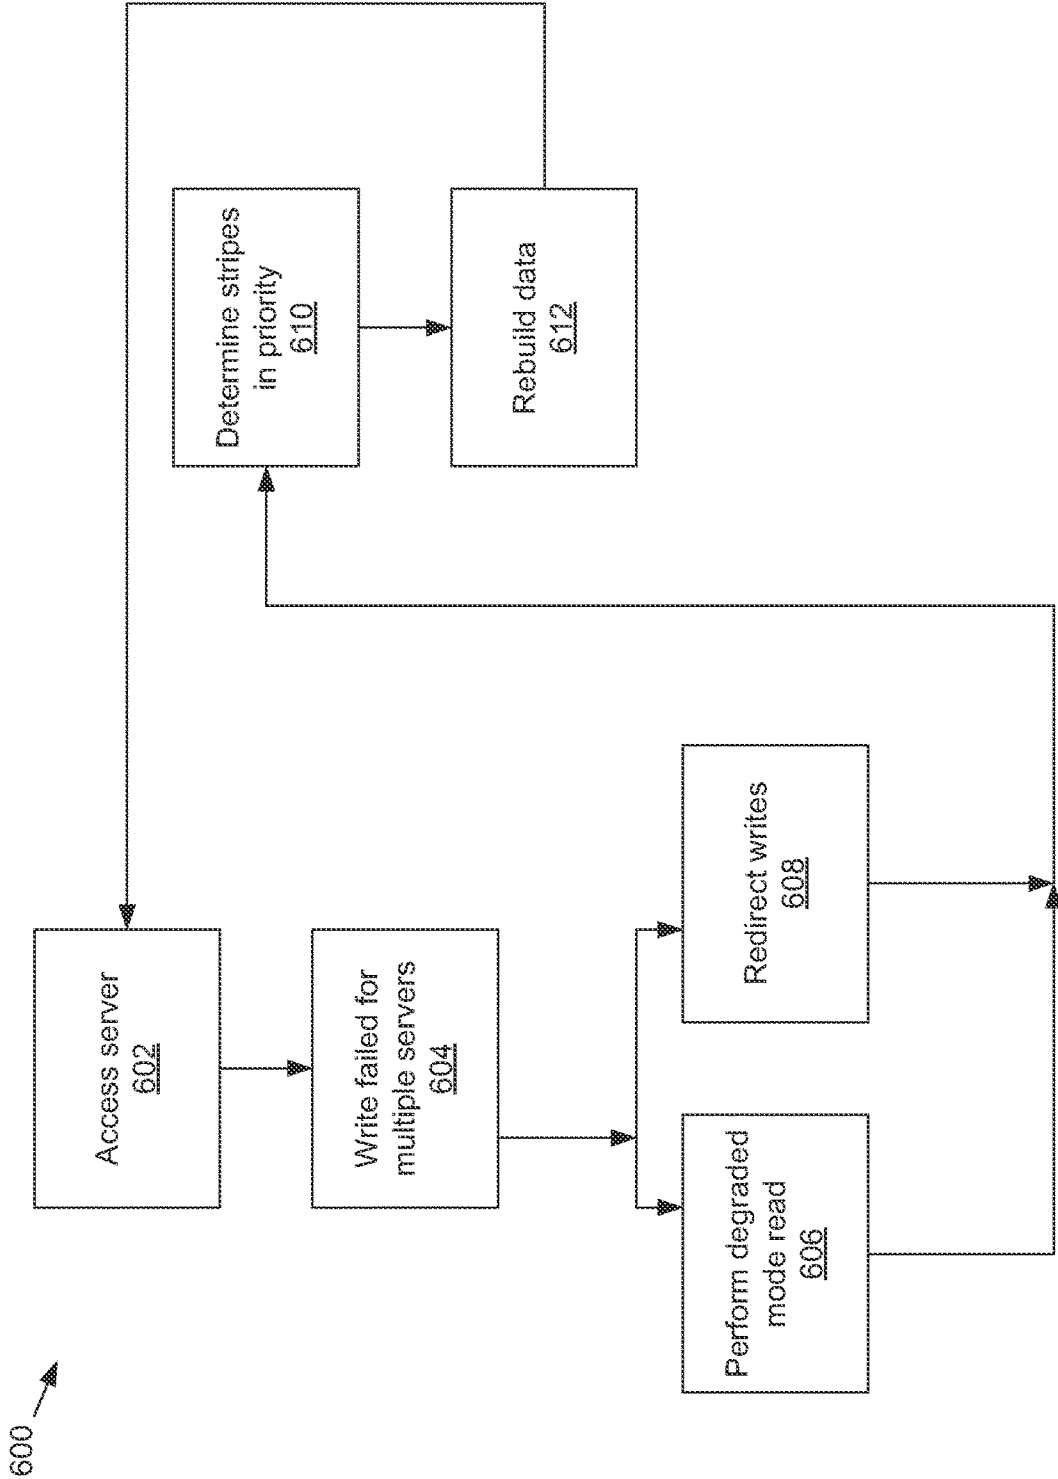 600
Access server
602
Write failed for
multiple servers
604
Perform degraded
mode read
606
Redirect writes
608
Determine stripes
in priority
610
Rebuild data
612